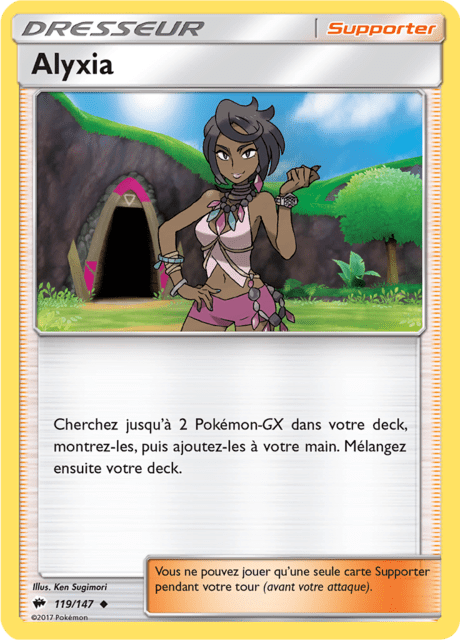 DRESSEUR
Supporter
Alyxia
Cherchez jusqu'à 2 Pokémon-GX dans votre deck,
montrez-les, puis ajoutez-les à votre main. Mélangez
ensuite votre deck.
Vous ne pouvez jouer qu'une seule carte Supporter
pendant votre tour (avant votre attaque).
Illus. Ken Sugimori
119/147
©2017 Pokémon